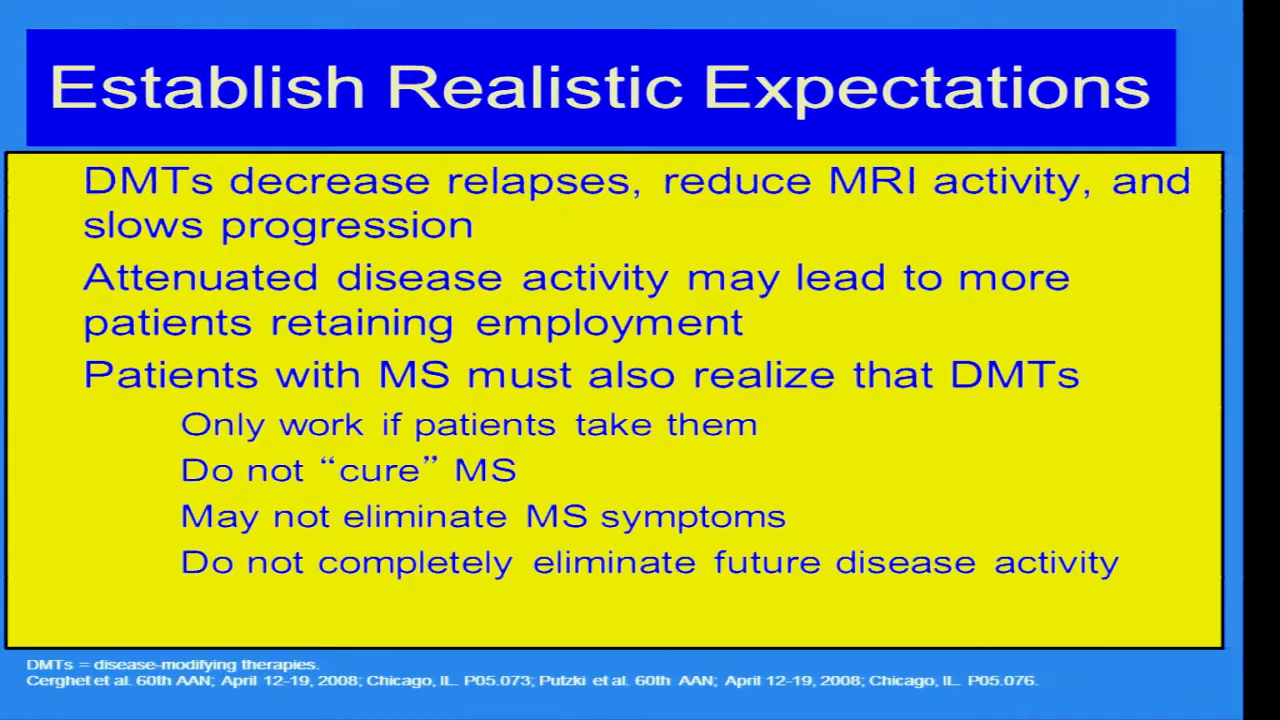 Establish Realistic Expectations
DMTs decrease relapses, reduce MRI activity, and
slows progression
Attenuated disease activity may lead to more
patients retaining employment
Patients with MS must also realize that DMTs
Only work if patients take them
Do not “cure” MS
May not eliminate MS symptoms
Do not completely eliminate future disease activity
DMTs = disease-modifying therapies.
Cerghet et al. 60th AAN; April 12-19, 2008; Chicago, IL. P05.073; Putzki et al. 60th AAN; April 12-19, 2008; Chicago, IL. P05.076.